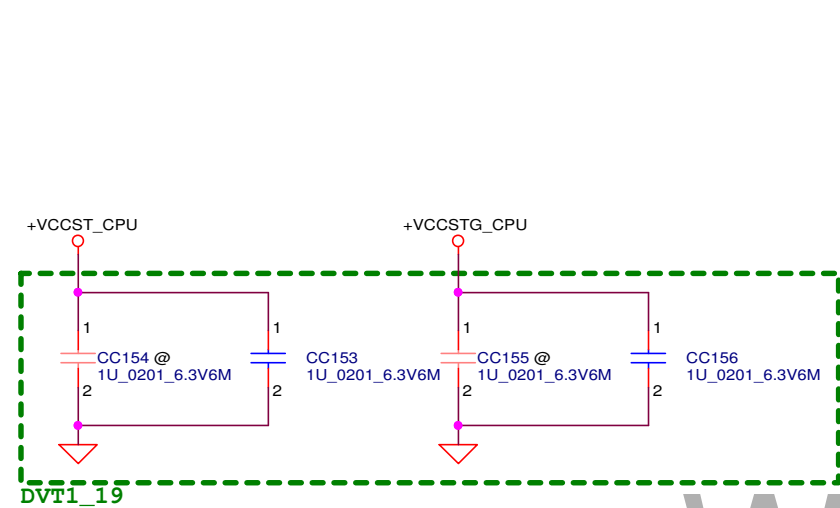 +VCCST_CPU
+VCCSTG_CPU
1
1
1
1
CC154 @
1U_0201_6.3V6M
CC153
1U_0201_6.3V6M
CC155 @
1U_0201_6.3V6M
CC156
1U_0201_6.3V6M
2
2
2
2
DVT1_19